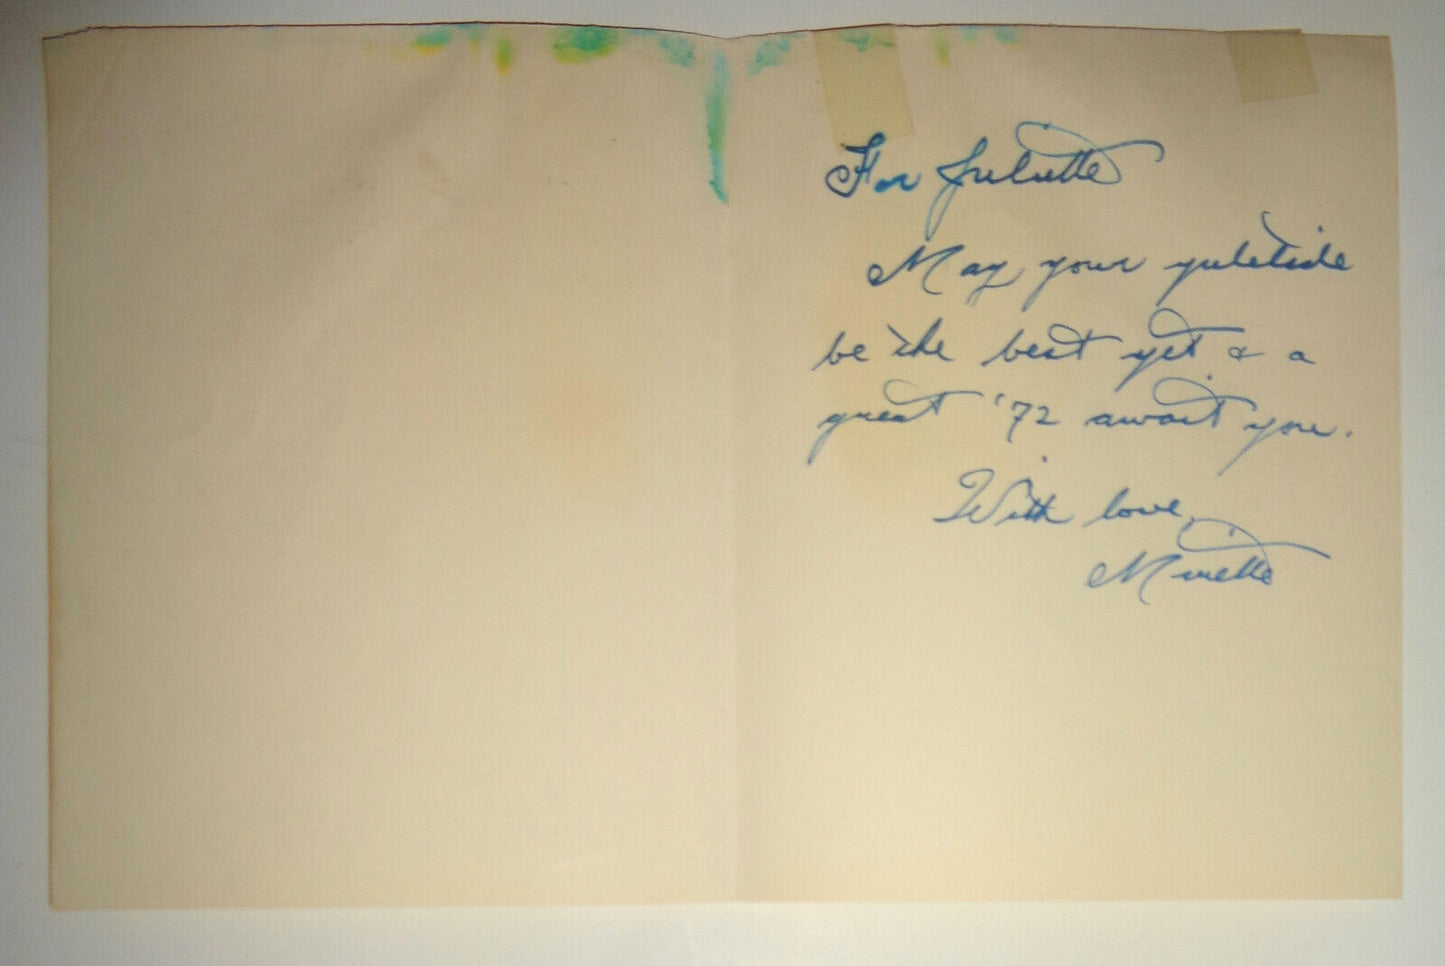 For Juliette
May your yuletide
be the best yet & a
great '72 await you.
With love,
Mirette